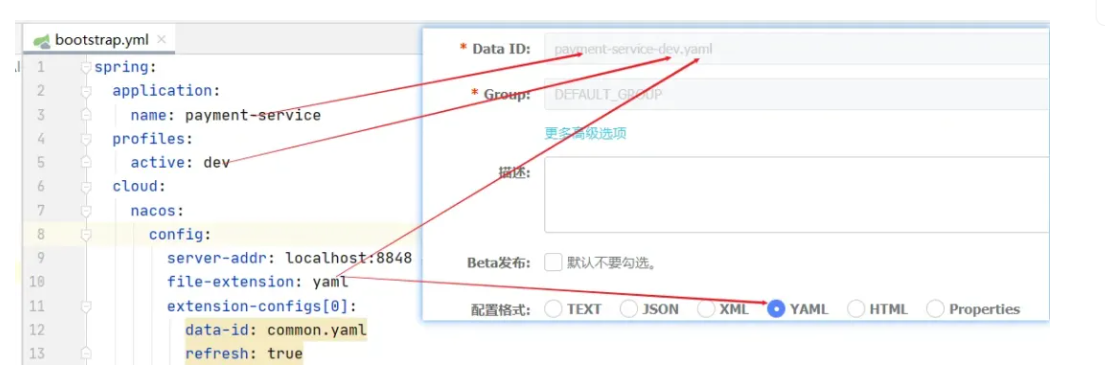 bootstrap.yml ×
1 spring:
2 application:
3 name: payment-service
4 profiles:
5 active: dev
6 cloud:
7 nacos:
8 config:
9 server-addr: localhost:8848
10 file-extension: yaml
11 extension-configs[0]:
12 data-id: common.yaml
13 refresh: true
* Data ID: payment-service-dev.yaml
* Group: DEFAULT_GROUP
更多高级选项
描述:
Beta发布: 默认不要勾选。
配置格式: TEXT JSON XML YAML HTML Properties